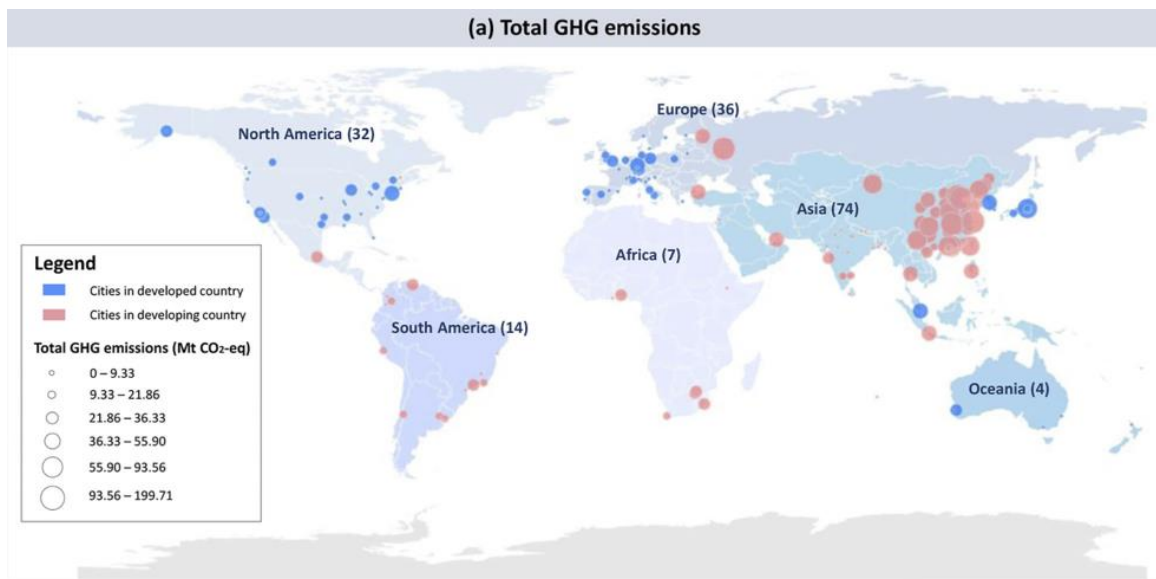 (a) Total GHG emissions
Europe (36)
North America (32)
Asia (74)
Africa (7)
South America (14)
Oceania (4)
Legend
Cities in developed country
Cities in developing country
Total GHG emissions (Mt CO₂-eq)
0 – 9.33
9.33 – 21.86
21.86 – 36.33
36.33 – 55.90
55.90 – 93.56
93.56 – 199.71